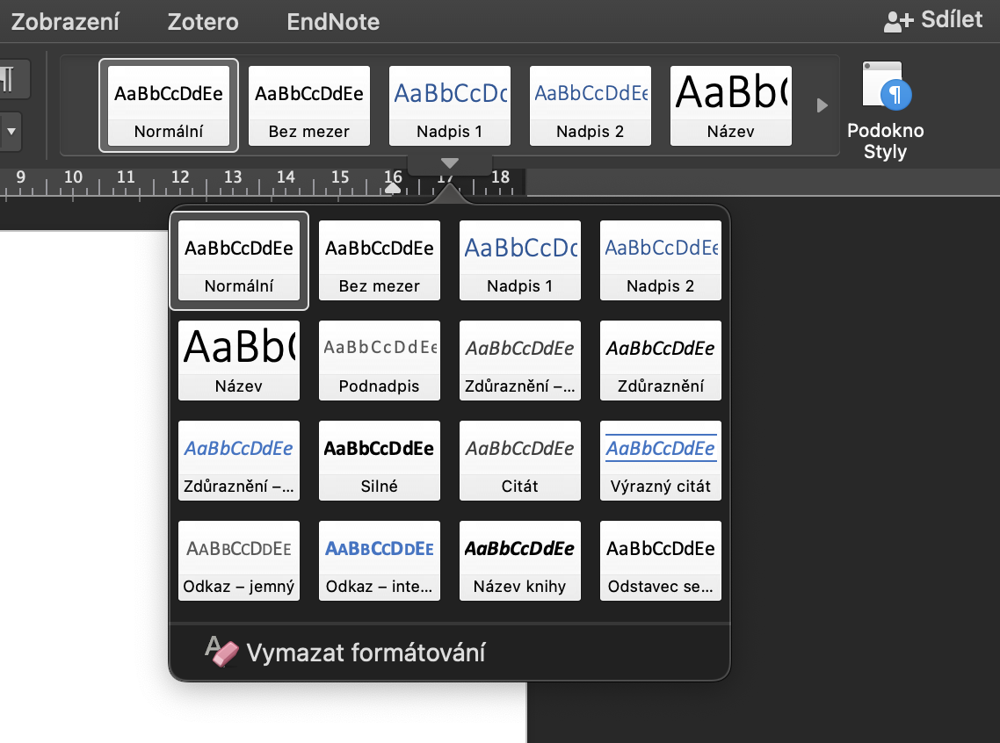 Zobrazení Zotero EndNote Sdílet
¶
AaBbCcDdEe AaBbCcDdEe AaBbCcDc AaBbCcDdEe AaBb(
Normální Bez mezer Nadpis 1 Nadpis 2 Název
Podokno
Styly
9 10 11 12 13 14 15 16 17 18
AaBbCcDdEe AaBbCcDdEe AaBbCcDc AaBbCcDdEe
Normální Bez mezer Nadpis 1 Nadpis 2
AaBb( AaBbCcDdEe AaBbCcDdEe AaBbCcDdEe
Název Podnadpis Zdůraznění –... Zdůraznění
AaBbCcDdEe AaBbCcDdEe AaBbCcDdEe AaBbCcDdEe
Zdůraznění –... Silné Citát Výrazný citát
AaBbCcDdEe AaBbCcDdEe AaBbCcDdEe AaBbCcDdEe
Odkaz – jemný Odkaz – inte... Název knihy Odstavec se...
Vymazat formátování